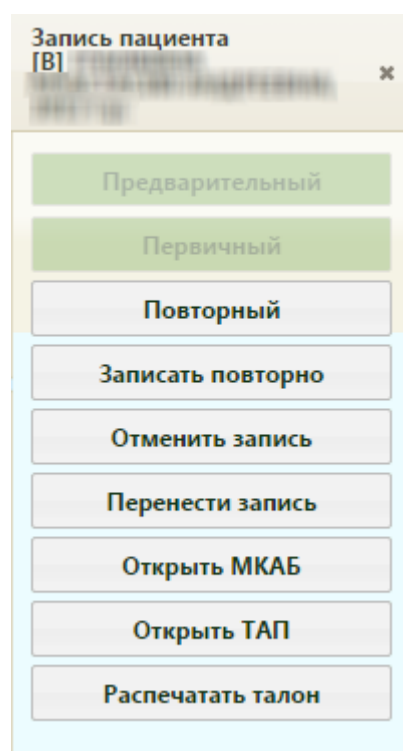 Запись пациента
[В]
Предварительный
Первичный
Повторный
Записать повторно
Отменить запись
Перенести запись
Открыть МКАБ
Открыть ТАП
Распечатать талон